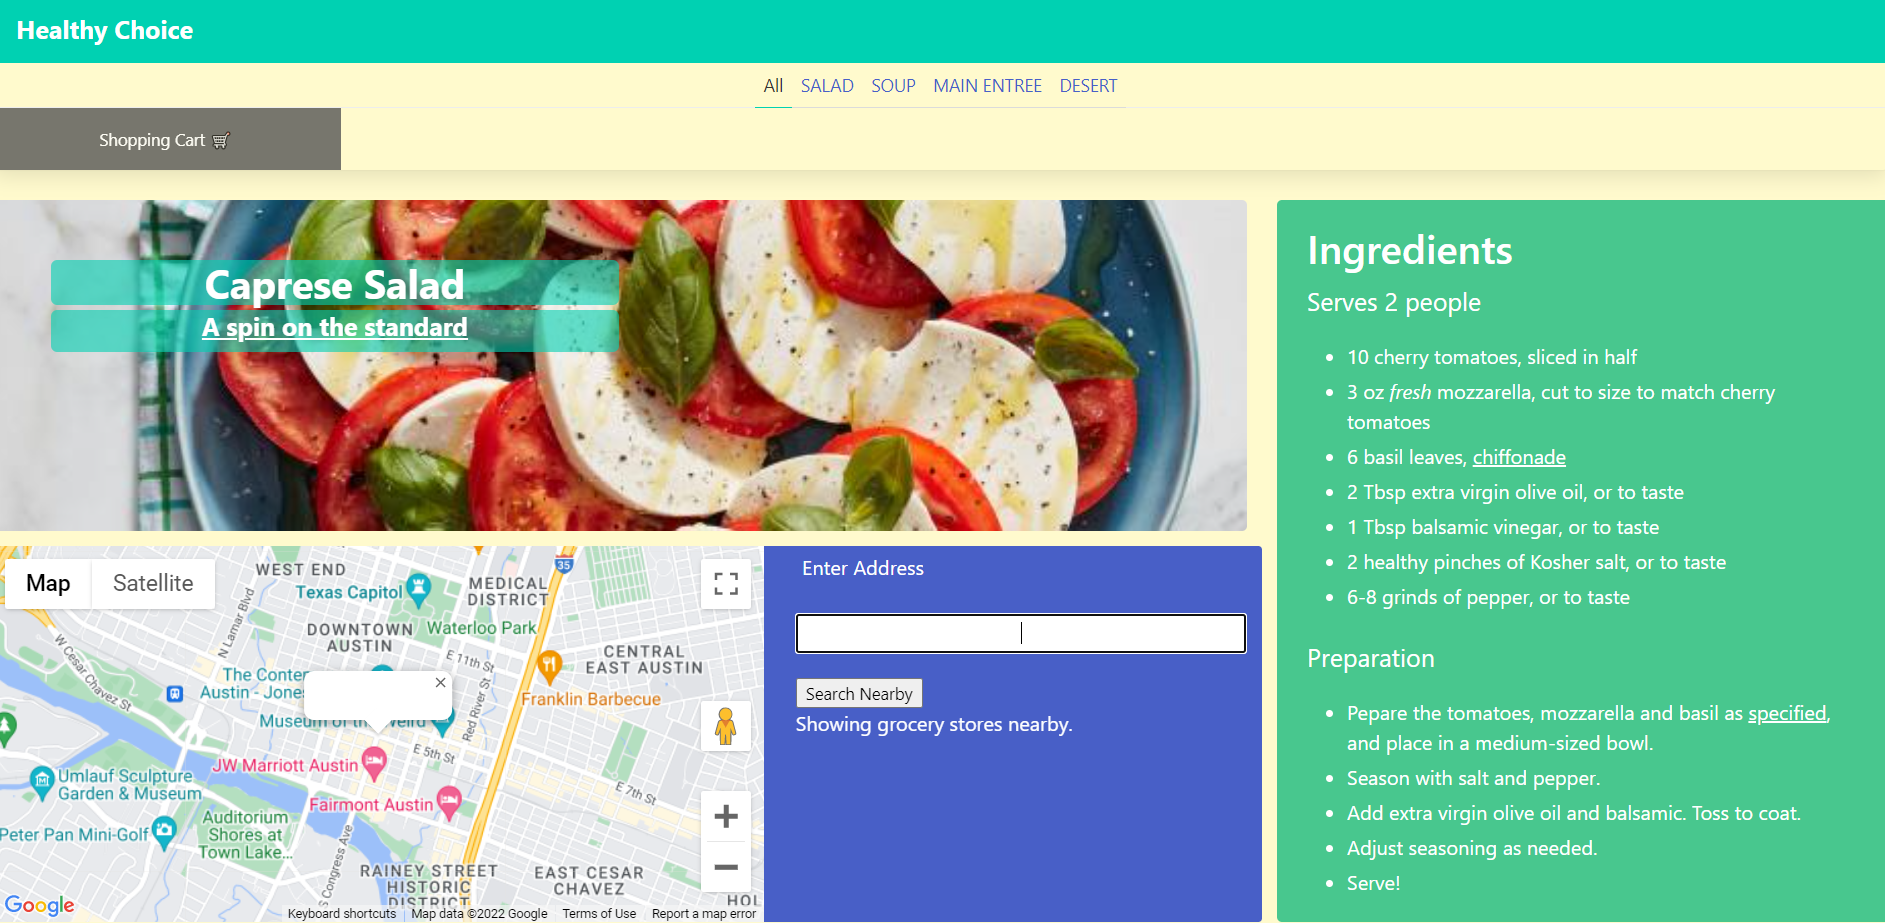 Healthy Choice
All SALAD SOUP MAIN ENTREE DESERT
Shopping Cart 🛒
Caprese Salad
A spin on the standard
Ingredients
Serves 2 people
10 cherry tomatoes, sliced in half
3 oz fresh mozzarella, cut to size to match cherry
tomatoes
6 basil leaves, chiffonade
2 Tbsp extra virgin olive oil, or to taste
1 Tbsp balsamic vinegar, or to taste
2 healthy pinches of Kosher salt, or to taste
6-8 grinds of pepper, or to taste
Preparation
Pepare the tomatoes, mozzarella and basil as specified,
and place in a medium-sized bowl.
Season with salt and pepper.
Add extra virgin olive oil and balsamic. Toss to coat.
Adjust seasoning as needed.
Serve!
Map Satellite
WEST END
Texas Capitol
MEDICAL
DISTRICT
35
N Lamar Blvd
W Cesar Chavez St
DOWNTOWN
AUSTIN
Waterloo Park
E 11th St
CENTRAL
EAST AUSTIN
The Conte
Austin - Jones
Red River St
Franklin Barbecue
Museum of the Weird
E 5th St
JW Marriott Austin
Umlauf Sculpture
Garden & Museum
E 7th St
Fairmont Austin
Auditorium
Shores at
Town Lake...
Peter Pan Mini-Golf
S Congress Ave
RAINEY STREET
HISTORIC
DISTRICT
EAST CESAR
CHAVEZ
HOL
Google
Keyboard shortcuts Map data ©2022 Google Terms of Use Report a map error
Enter Address
Search Nearby
Showing grocery stores nearby.